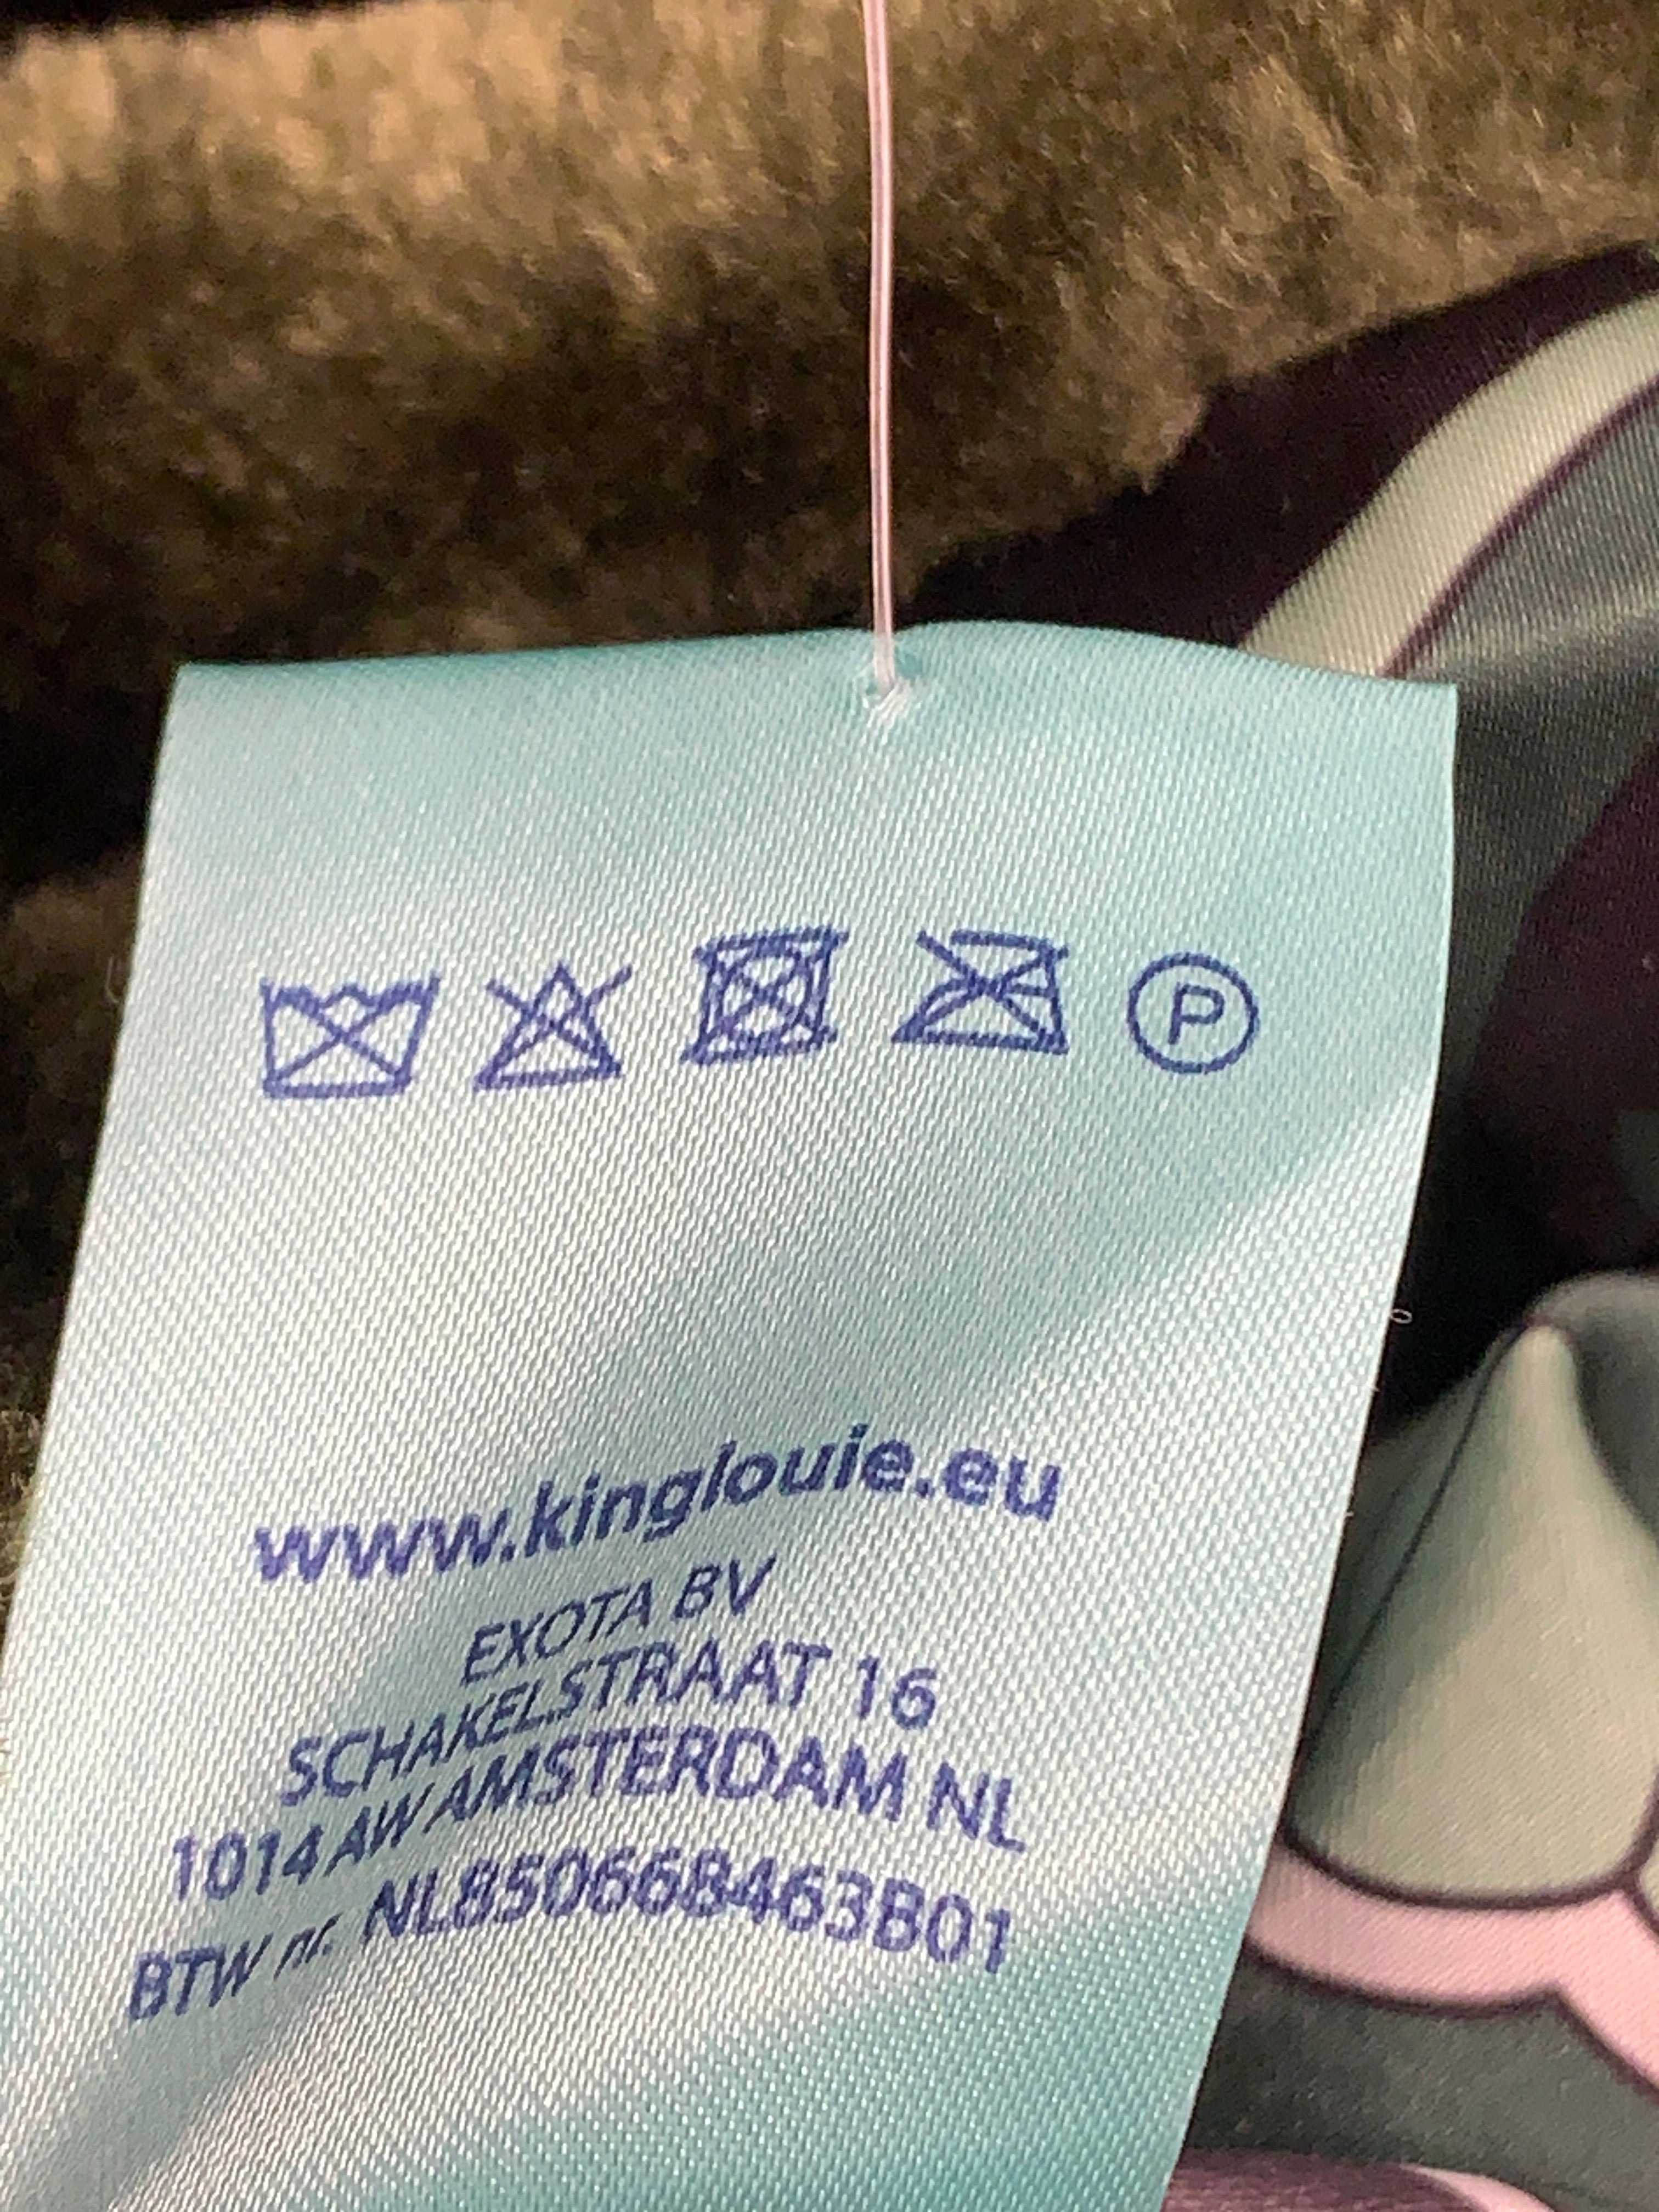 P
www.kinglouie.eu
EXOTA BV
SCHAKELSTRAAT 16
1014 AW AMSTERDAM NL
BTW nr. NL850668463B01